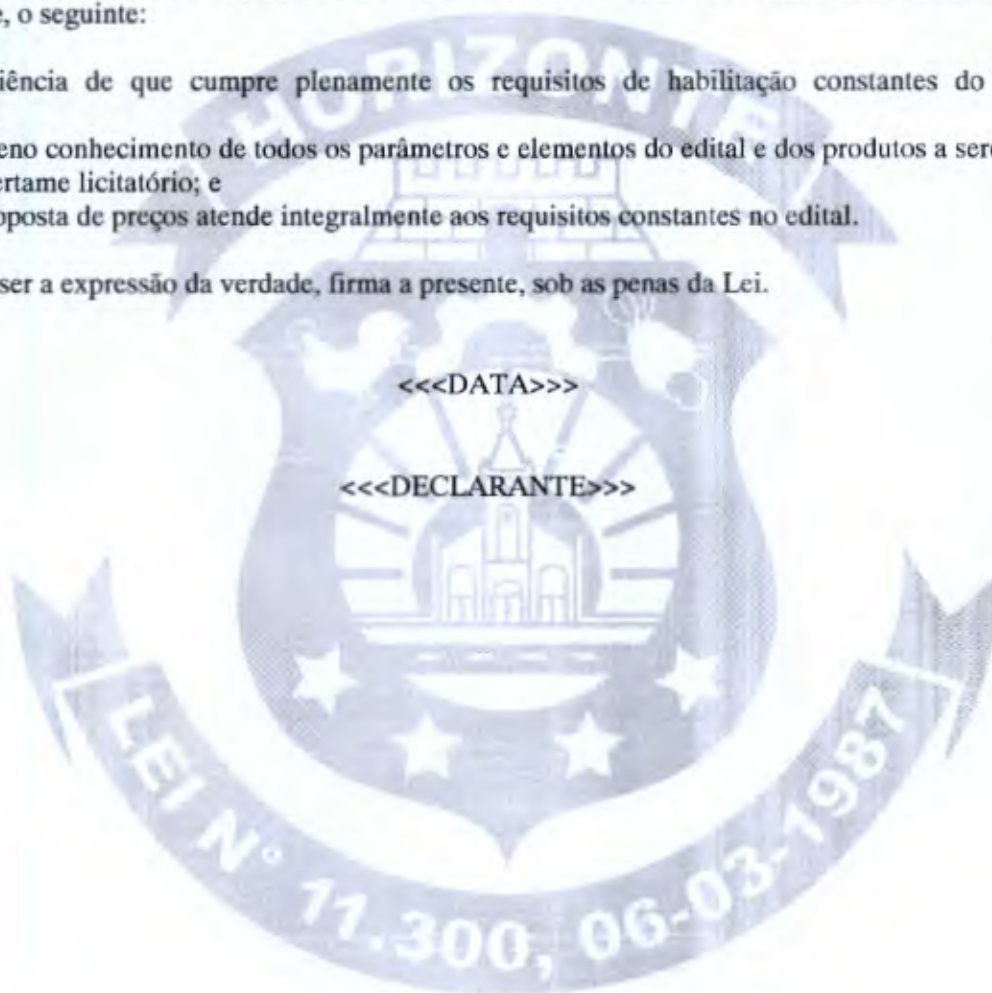 e, o seguinte:
iência de que cumpre plenamente os requisitos de habilitação constantes do
eno conhecimento de todos os parâmetros e elementos do edital e dos produtos a ser
ertame licitatório; e
oposta de preços atende integralmente aos requisitos constantes no edital.
ser a expressão da verdade, firma a presente, sob as penas da Lei.
HORIZONTE
<<<DATA>>>
<<<DECLARANTE>>>
LEI N° 11.300, 06-03-1987